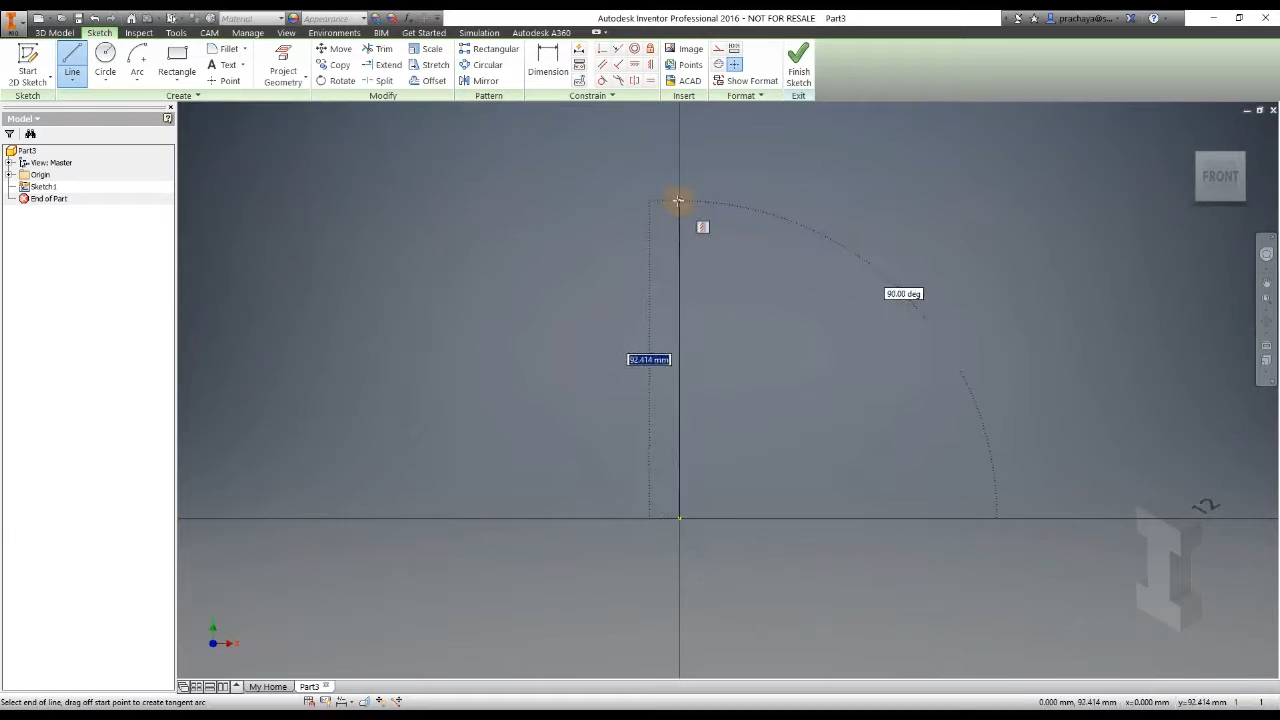 Material
Appearance
Autodesk Inventor Professional 2016 - NOT FOR RESALE Part3
prachaya@s...
PRO
3D Model Sketch Inspect Tools CAM Manage View Environments BIM Get Started Simulation Autodesk A360
Start
2D Sketch
Line
Circle
Arc
Rectangle
Fillet
Text
Point
Project
Geometry
Move
Copy
Rotate
Trim
Extend
Split
Scale
Stretch
Offset
Rectangular
Circular
Mirror
Dimension
Image
Points
ACAD
Show Format
Finish
Sketch
Sketch
Create
Modify
Pattern
Constrain
Insert
Format
Exit
Model
Part3
View: Master
Origin
Sketch1
End of Part
FRONT
90.00 deg
92.414 mm
12
x
My Home
Part3
Select end of line, drag off start point to create tangent arc
0.000 mm, 92.414 mm x=0.000 mm y=92.414 mm 1 1